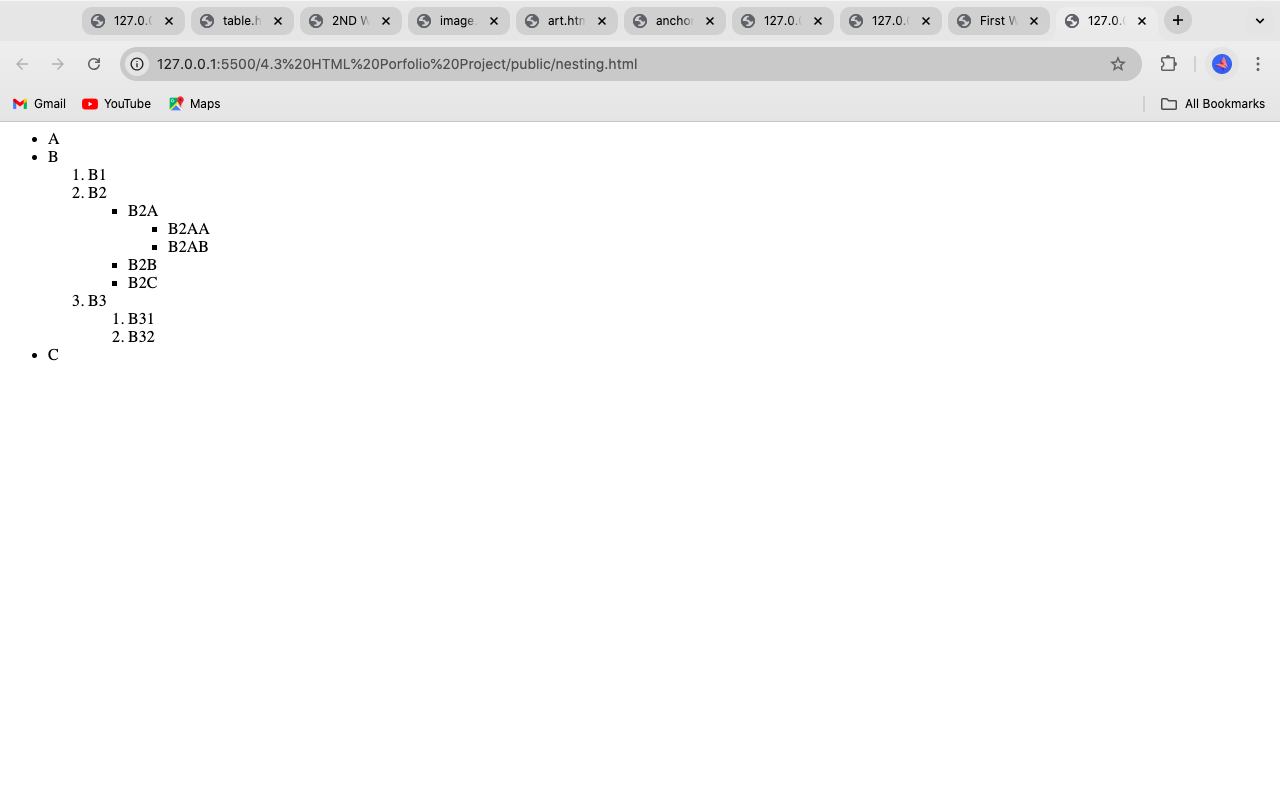 127.0.
table.h
2ND W
image.
art.htm
ancho
127.0.
127.0.
First W
127.0.
127.0.0.1:5500/4.3%20HTML%20Porfolio%20Project/public/nesting.html
Gmail
YouTube
Maps
All Bookmarks
• A
• B
1. B1
2. B2
▪ B2A
▪ B2AA
▪ B2AB
▪ B2B
▪ B2C
3. B3
1. B31
2. B32
• C